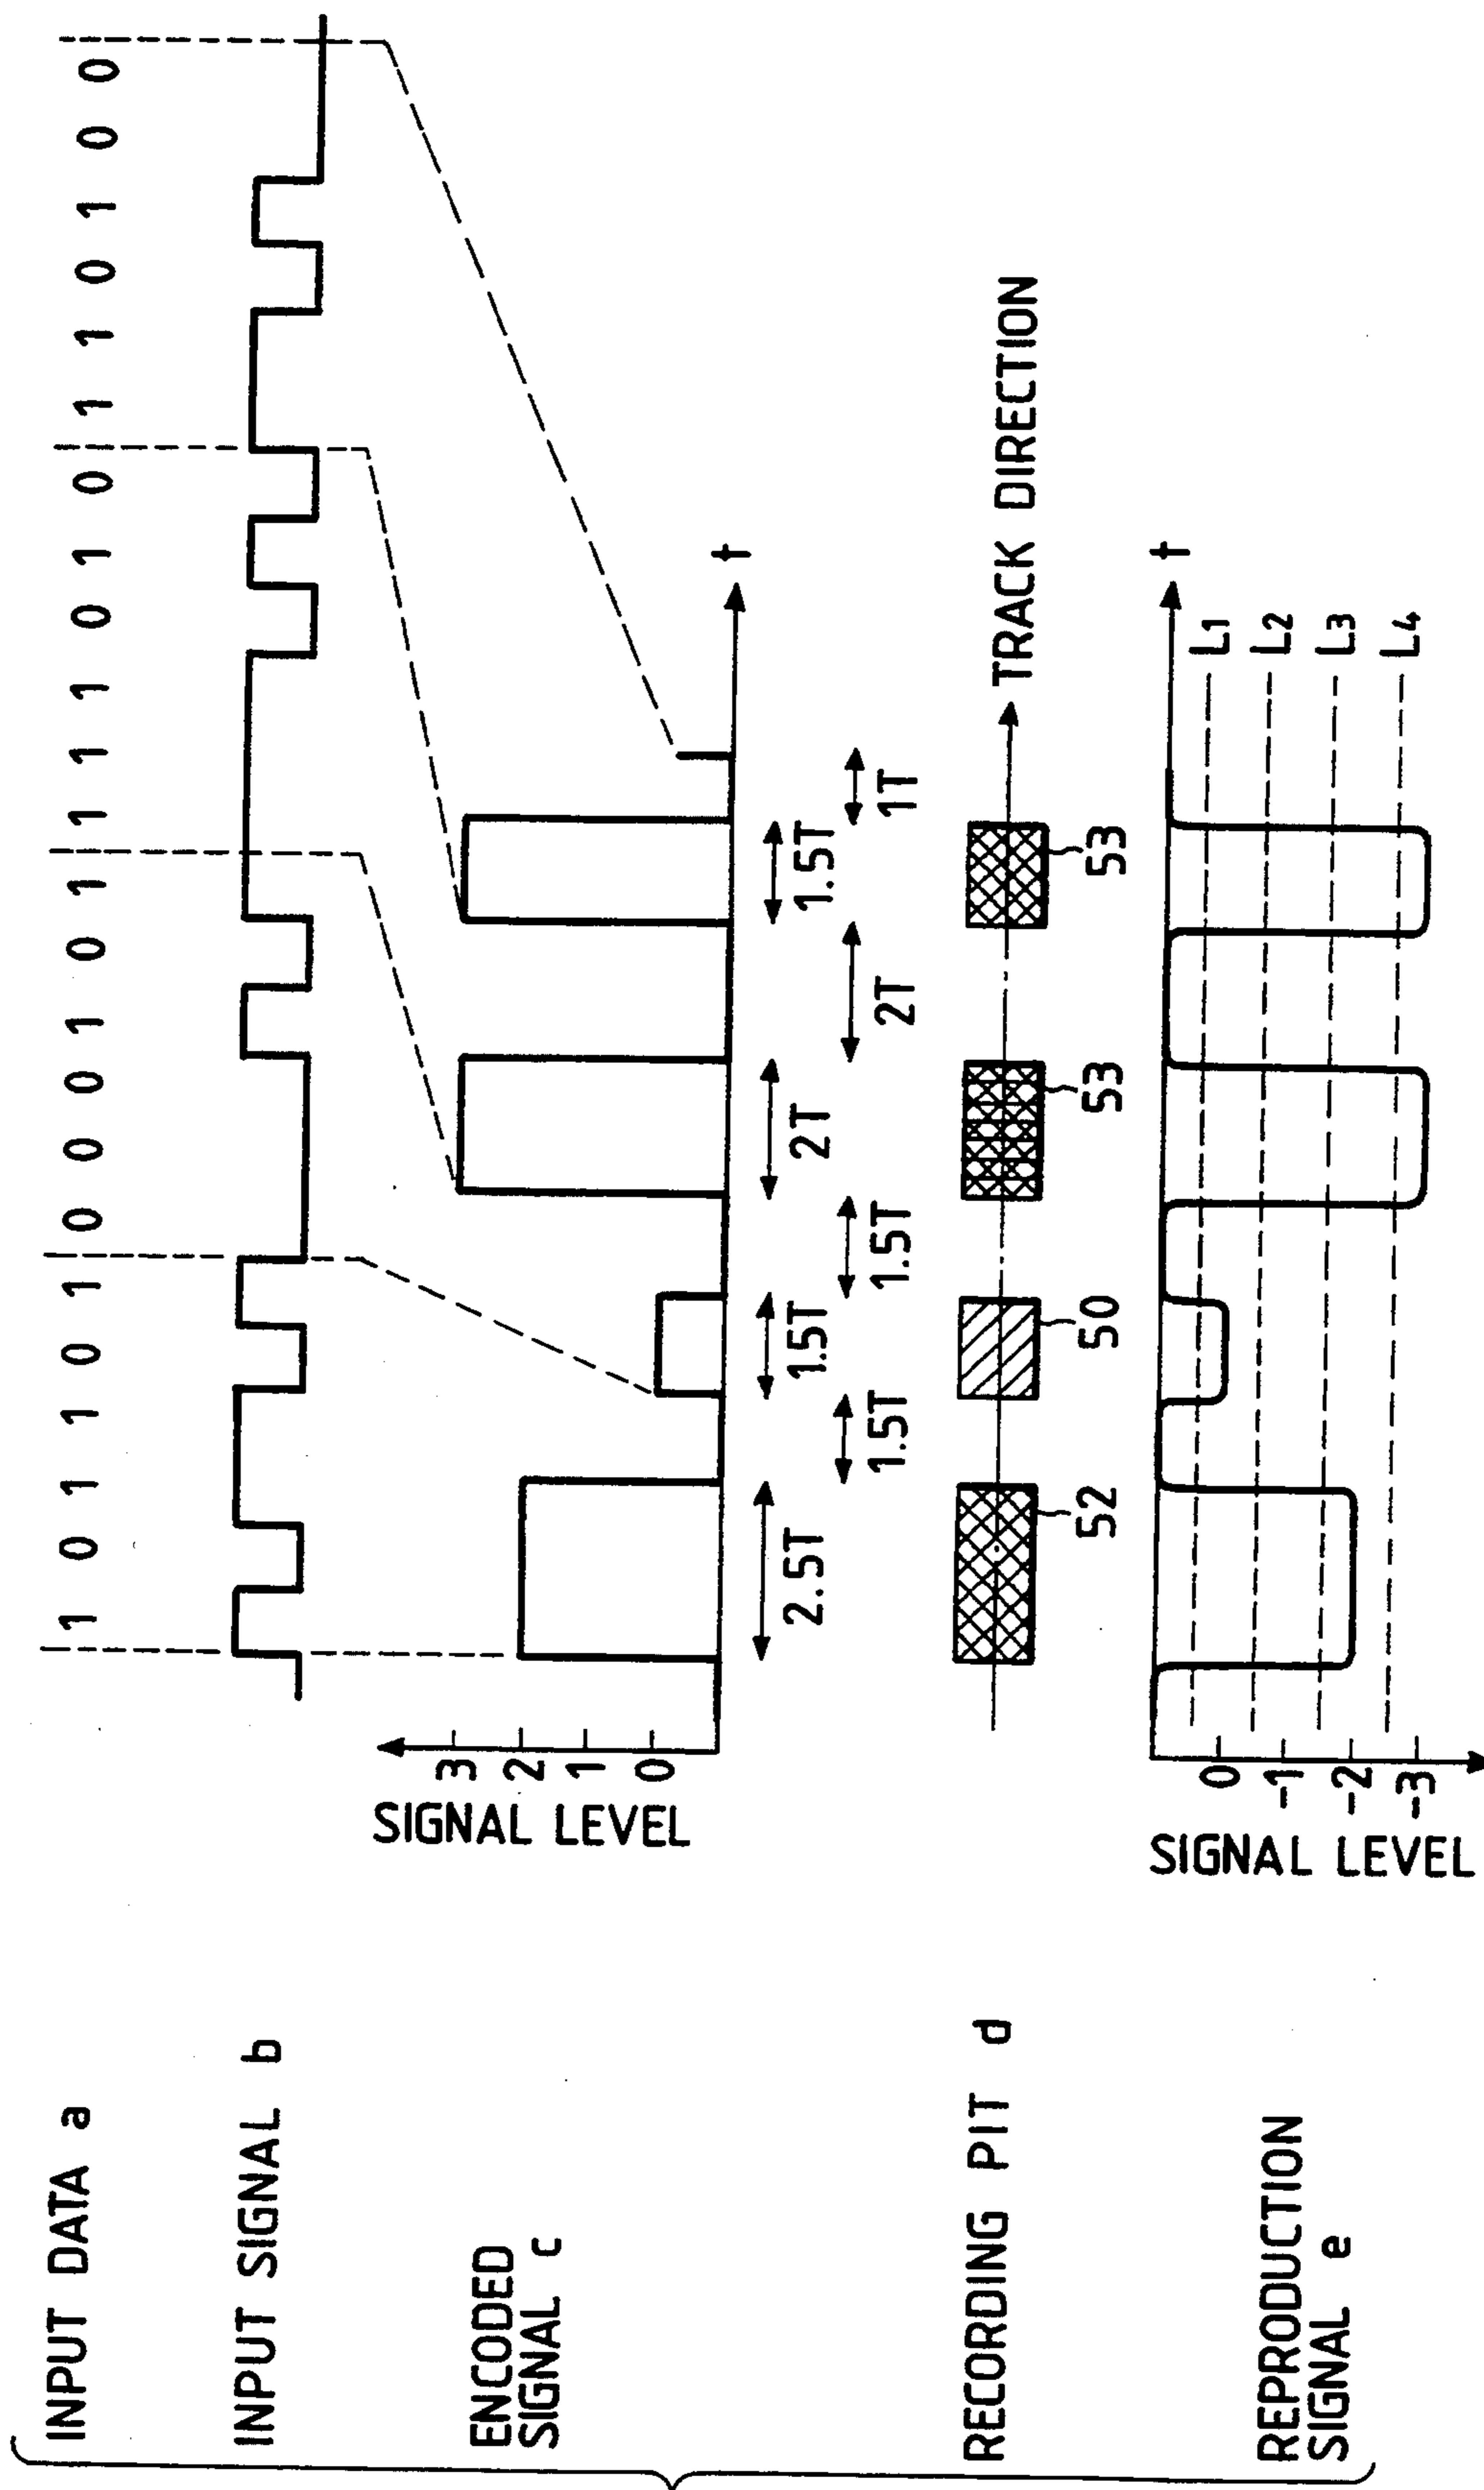 INPUT DATA a 1 0 1 1 0 1 0 0 0 1 0 1 1 1 1 0 1 0 1 1 0 1 0 0
INPUT SIGNAL b
ENCODED
SIGNAL c
SIGNAL LEVEL
3
2
1
0
t
2.5T 1.5T 2T 1.5T
1.5T 1.5T 2T 1T
RECORDING PIT d
TRACK DIRECTION
52 50 53 53
REPRODUCTION
SIGNAL e
SIGNAL LEVEL
0
-1
-2
-3
t
L1
L2
L3
L4